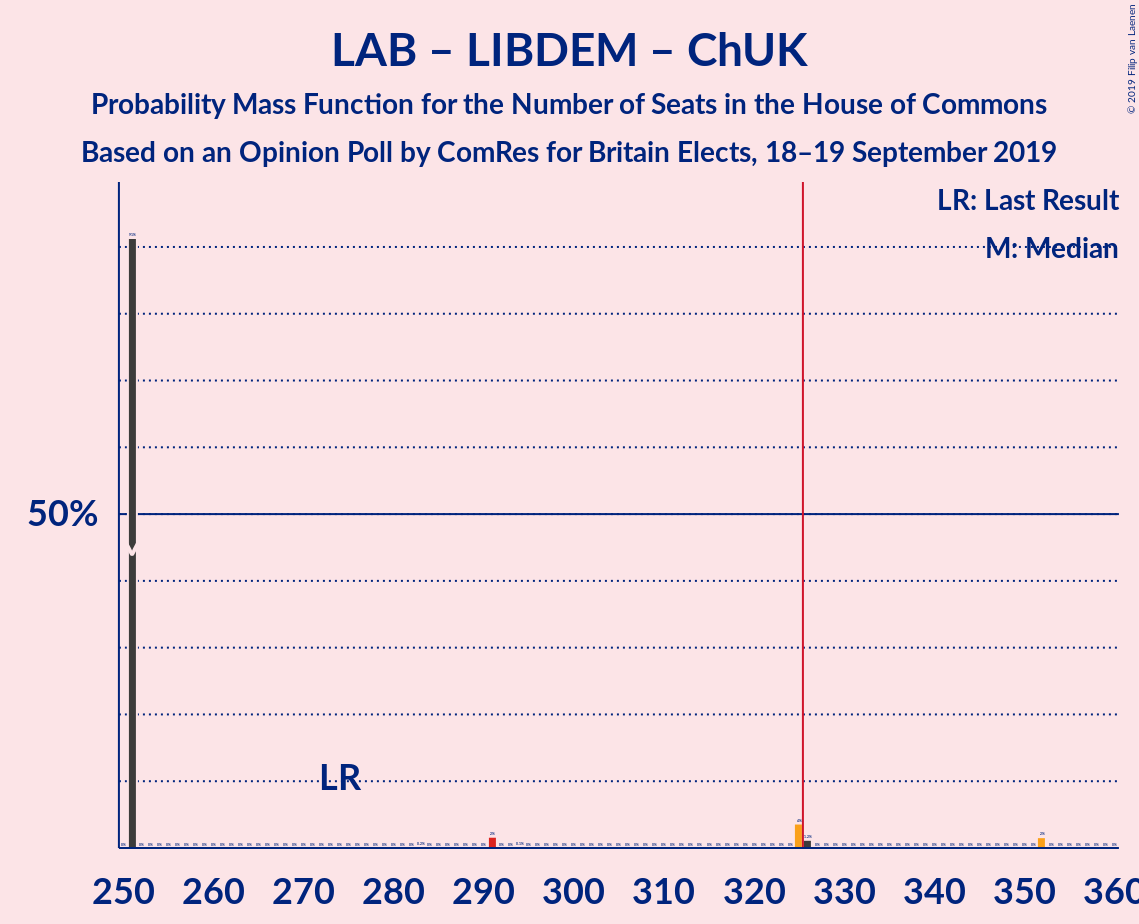 LAB – LIBDEM – ChUK
Probability Mass Function for the Number of Seats in the House of Commons
Based on an Opinion Poll by ComRes for Britain Elects, 18–19 September 2019
© 2019 Filip van Laenen
LR: Last Result
M: Median
50%
LR
250 260 270 280 290 300 310 320 330 340 350 360